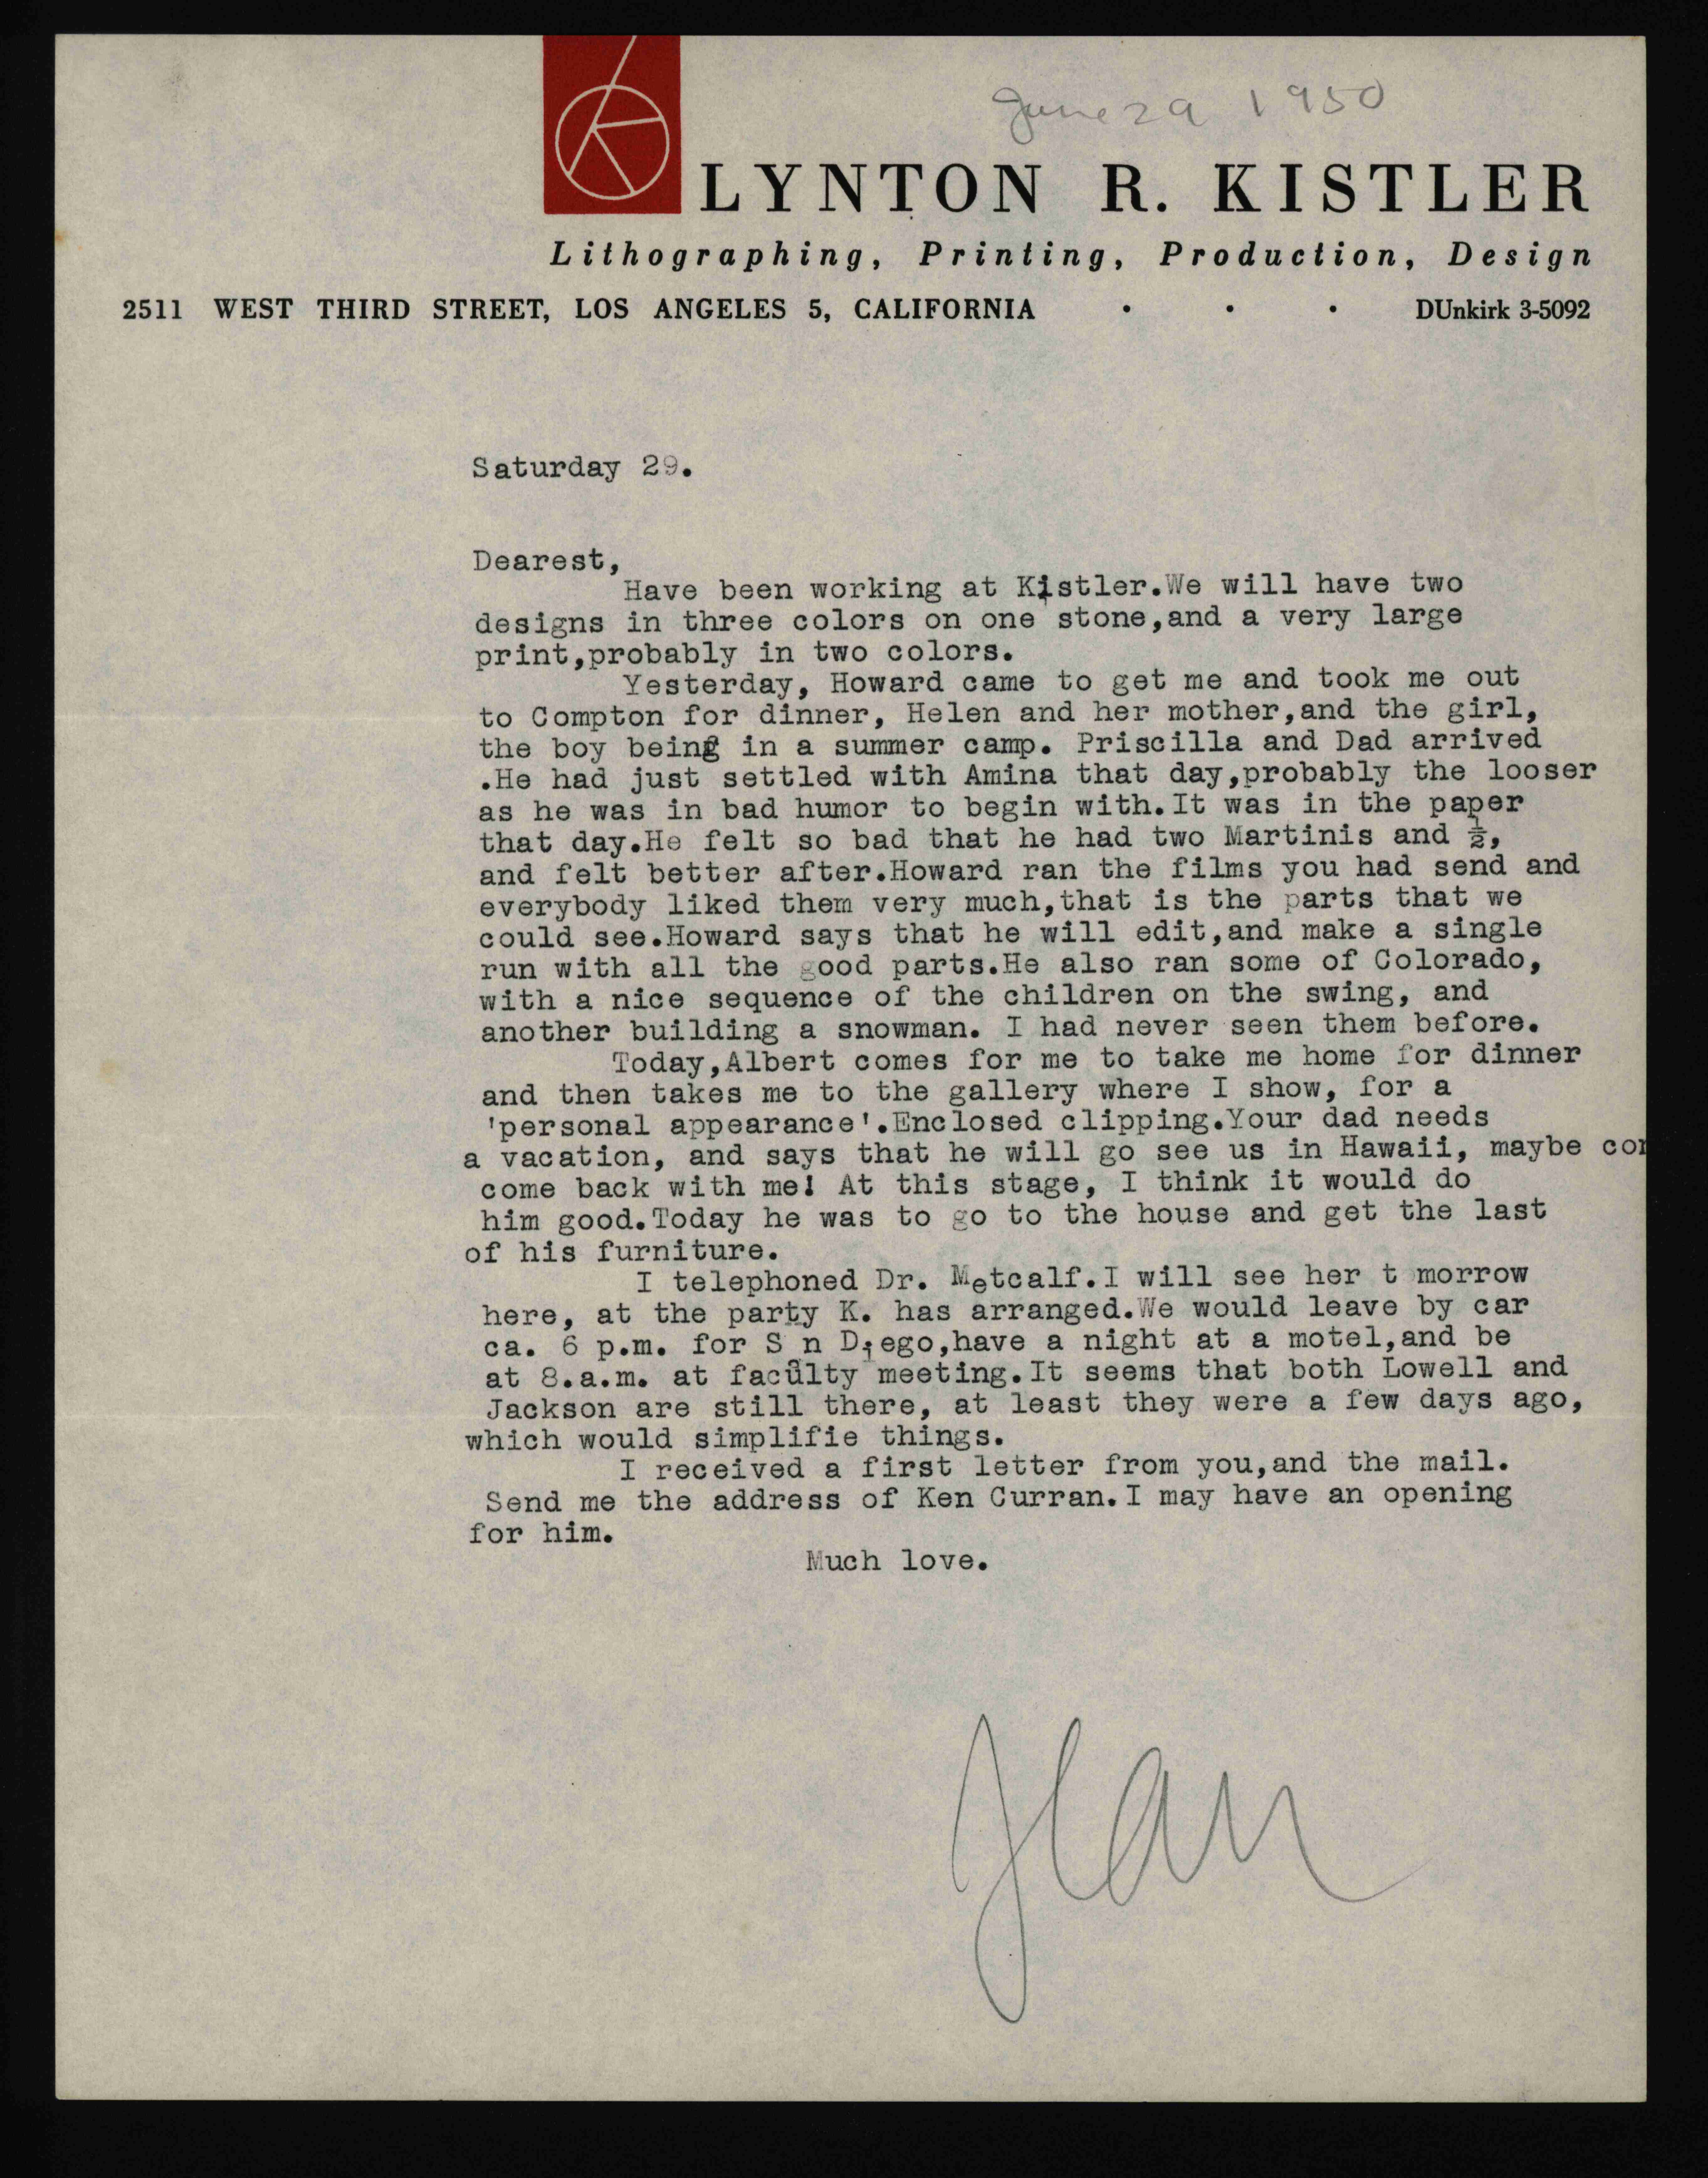 June 29 1950
LYNTON R. KISTLER
Lithographing, Printing, Production, Design
2511 WEST THIRD STREET, LOS ANGELES 5, CALIFORNIA · · · DUnkirk 3-5092
Saturday 29.
Dearest,
Have been working at Kistler.We will have two
designs in three colors on one stone,and a very large
print,probably in two colors.
Yesterday, Howard came to get me and took me out
to Compton for dinner, Helen and her mother,and the girl,
the boy being in a summer camp. Priscilla and Dad arrived
.He had just settled with Amina that day,probably the looser
as he was in bad humor to begin with.It was in the paper
that day.He felt so bad that he had two Martinis and ½,
and felt better after.Howard ran the films you had send and
everybody liked them very much,that is the parts that we
could see.Howard says that he will edit,and make a single
run with all the good parts.He also ran some of Colorado,
with a nice sequence of the children on the swing, and
another building a snowman. I had never seen them before.
Today,Albert comes for me to take me home for dinner
and then takes me to the gallery where I show, for a
'personal appearance'.Enclosed clipping.Your dad needs
a vacation, and says that he will go see us in Hawaii, maybe com
come back with me! At this stage, I think it would do
him good.Today he was to go to the house and get the last
of his furniture.
I telephoned Dr. Metcalf.I will see her t morrow
here, at the party K. has arranged.We would leave by car
ca. 6 p.m. for S n Diego,have a night at a motel,and be
at 8.a.m. at faculty meeting.It seems that both Lowell and
Jackson are still there, at least they were a few days ago,
which would simplifie things.
I received a first letter from you,and the mail.
Send me the address of Ken Curran.I may have an opening
for him.
Much love.
Jean